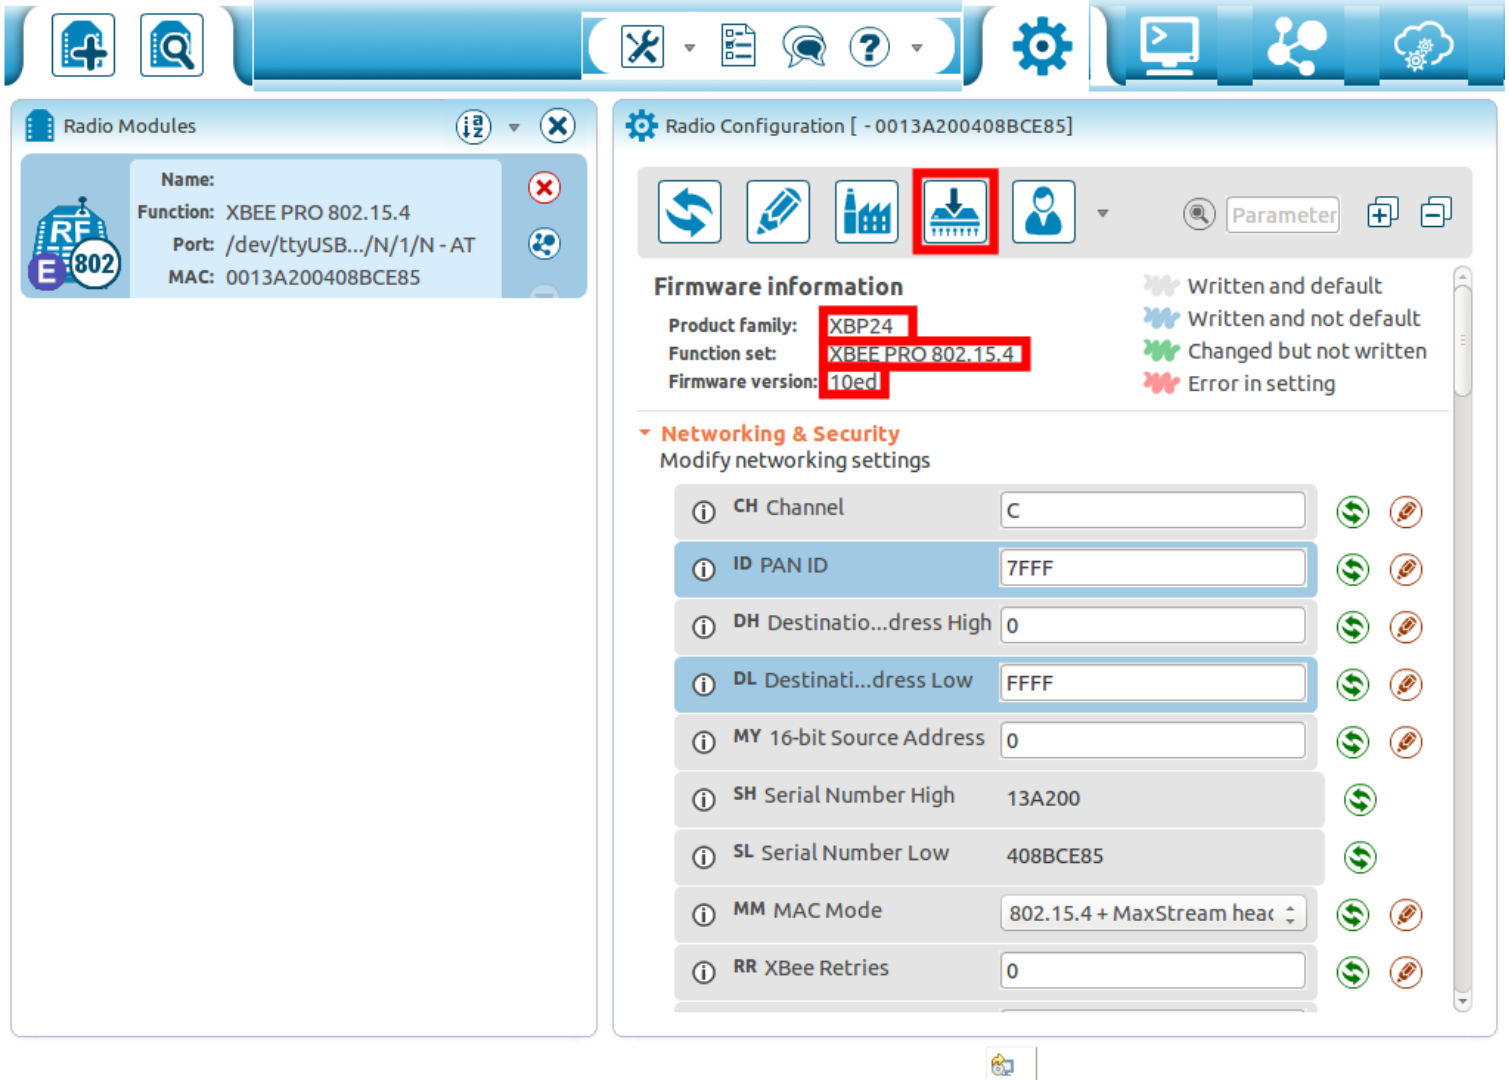 Radio Modules
Name:
Function: XBEE PRO 802.15.4
Port: /dev/ttyUSB.../N/1/N - AT
MAC: 0013A200408BCE85
RF
E
802
Radio Configuration [ - 0013A200408BCE85]
Parameter
Firmware information
Product family: XBP24
Function set: XBEE PRO 802.15.4
Firmware version: 10ed
Written and default
Written and not default
Changed but not written
Error in setting
Networking & Security
Modify networking settings
CH Channel C
ID PAN ID 7FFF
DH Destinatio...dress High 0
DL Destinati...dress Low FFFF
MY 16-bit Source Address 0
SH Serial Number High 13A200
SL Serial Number Low 408BCE85
MM MAC Mode 802.15.4 + MaxStream head
RR XBee Retries 0